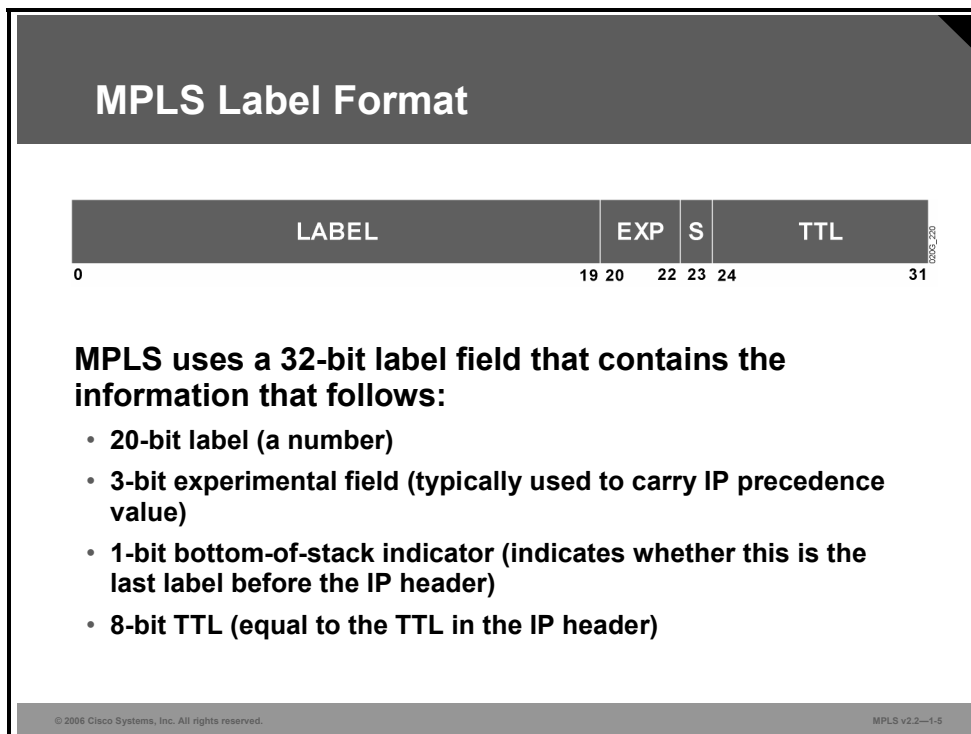 MPLS Label Format
LABEL EXP S TTL
020G_220
0 19 20 22 23 24 31
MPLS uses a 32-bit label field that contains the
information that follows:
• 20-bit label (a number)
• 3-bit experimental field (typically used to carry IP precedence
value)
• 1-bit bottom-of-stack indicator (indicates whether this is the
last label before the IP header)
• 8-bit TTL (equal to the TTL in the IP header)
© 2006 Cisco Systems, Inc. All rights reserved. MPLS v2.2—1-5